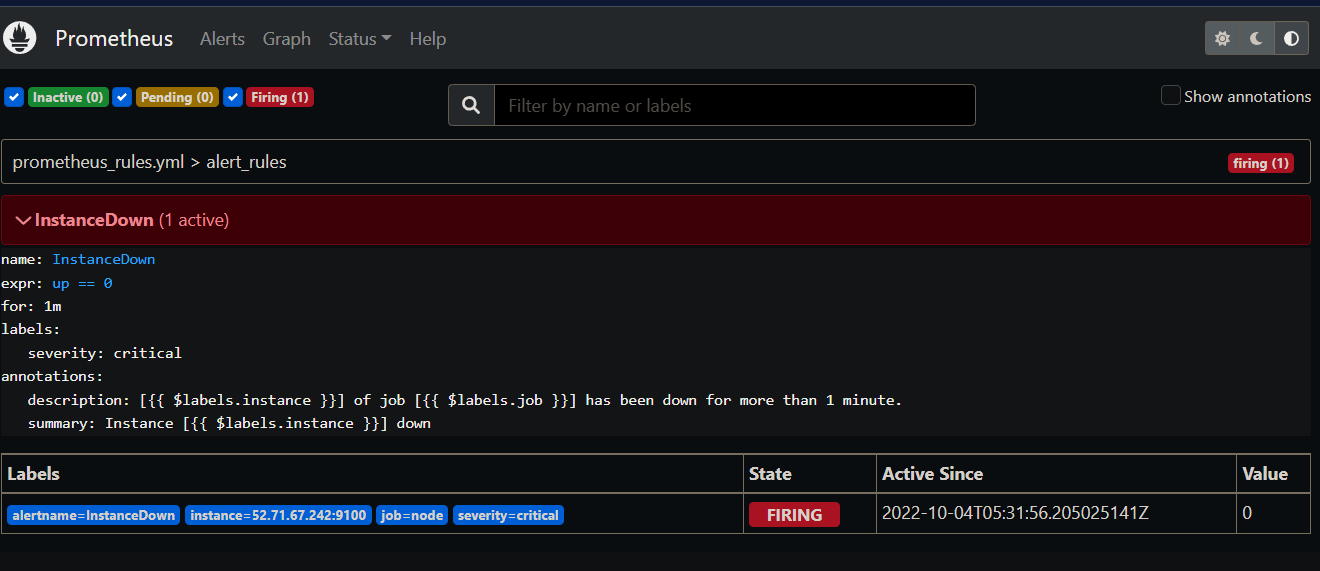 Prometheus Alerts Graph Status Help
Inactive (0) Pending (0) Firing (1) Filter by name or labels Show annotations
prometheus_rules.yml > alert_rules firing (1)
InstanceDown (1 active)
name: InstanceDown
expr: up == 0
for: 1m
labels:
severity: critical
annotations:
description: [{{ $labels.instance }}] of job [{{ $labels.job }}] has been down for more than 1 minute.
summary: Instance [{{ $labels.instance }}] down
Labels State Active Since Value
alertname=InstanceDown instance=52.71.67.242:9100 job=node severity=critical FIRING 2022-10-04T05:31:56.205025141Z 0